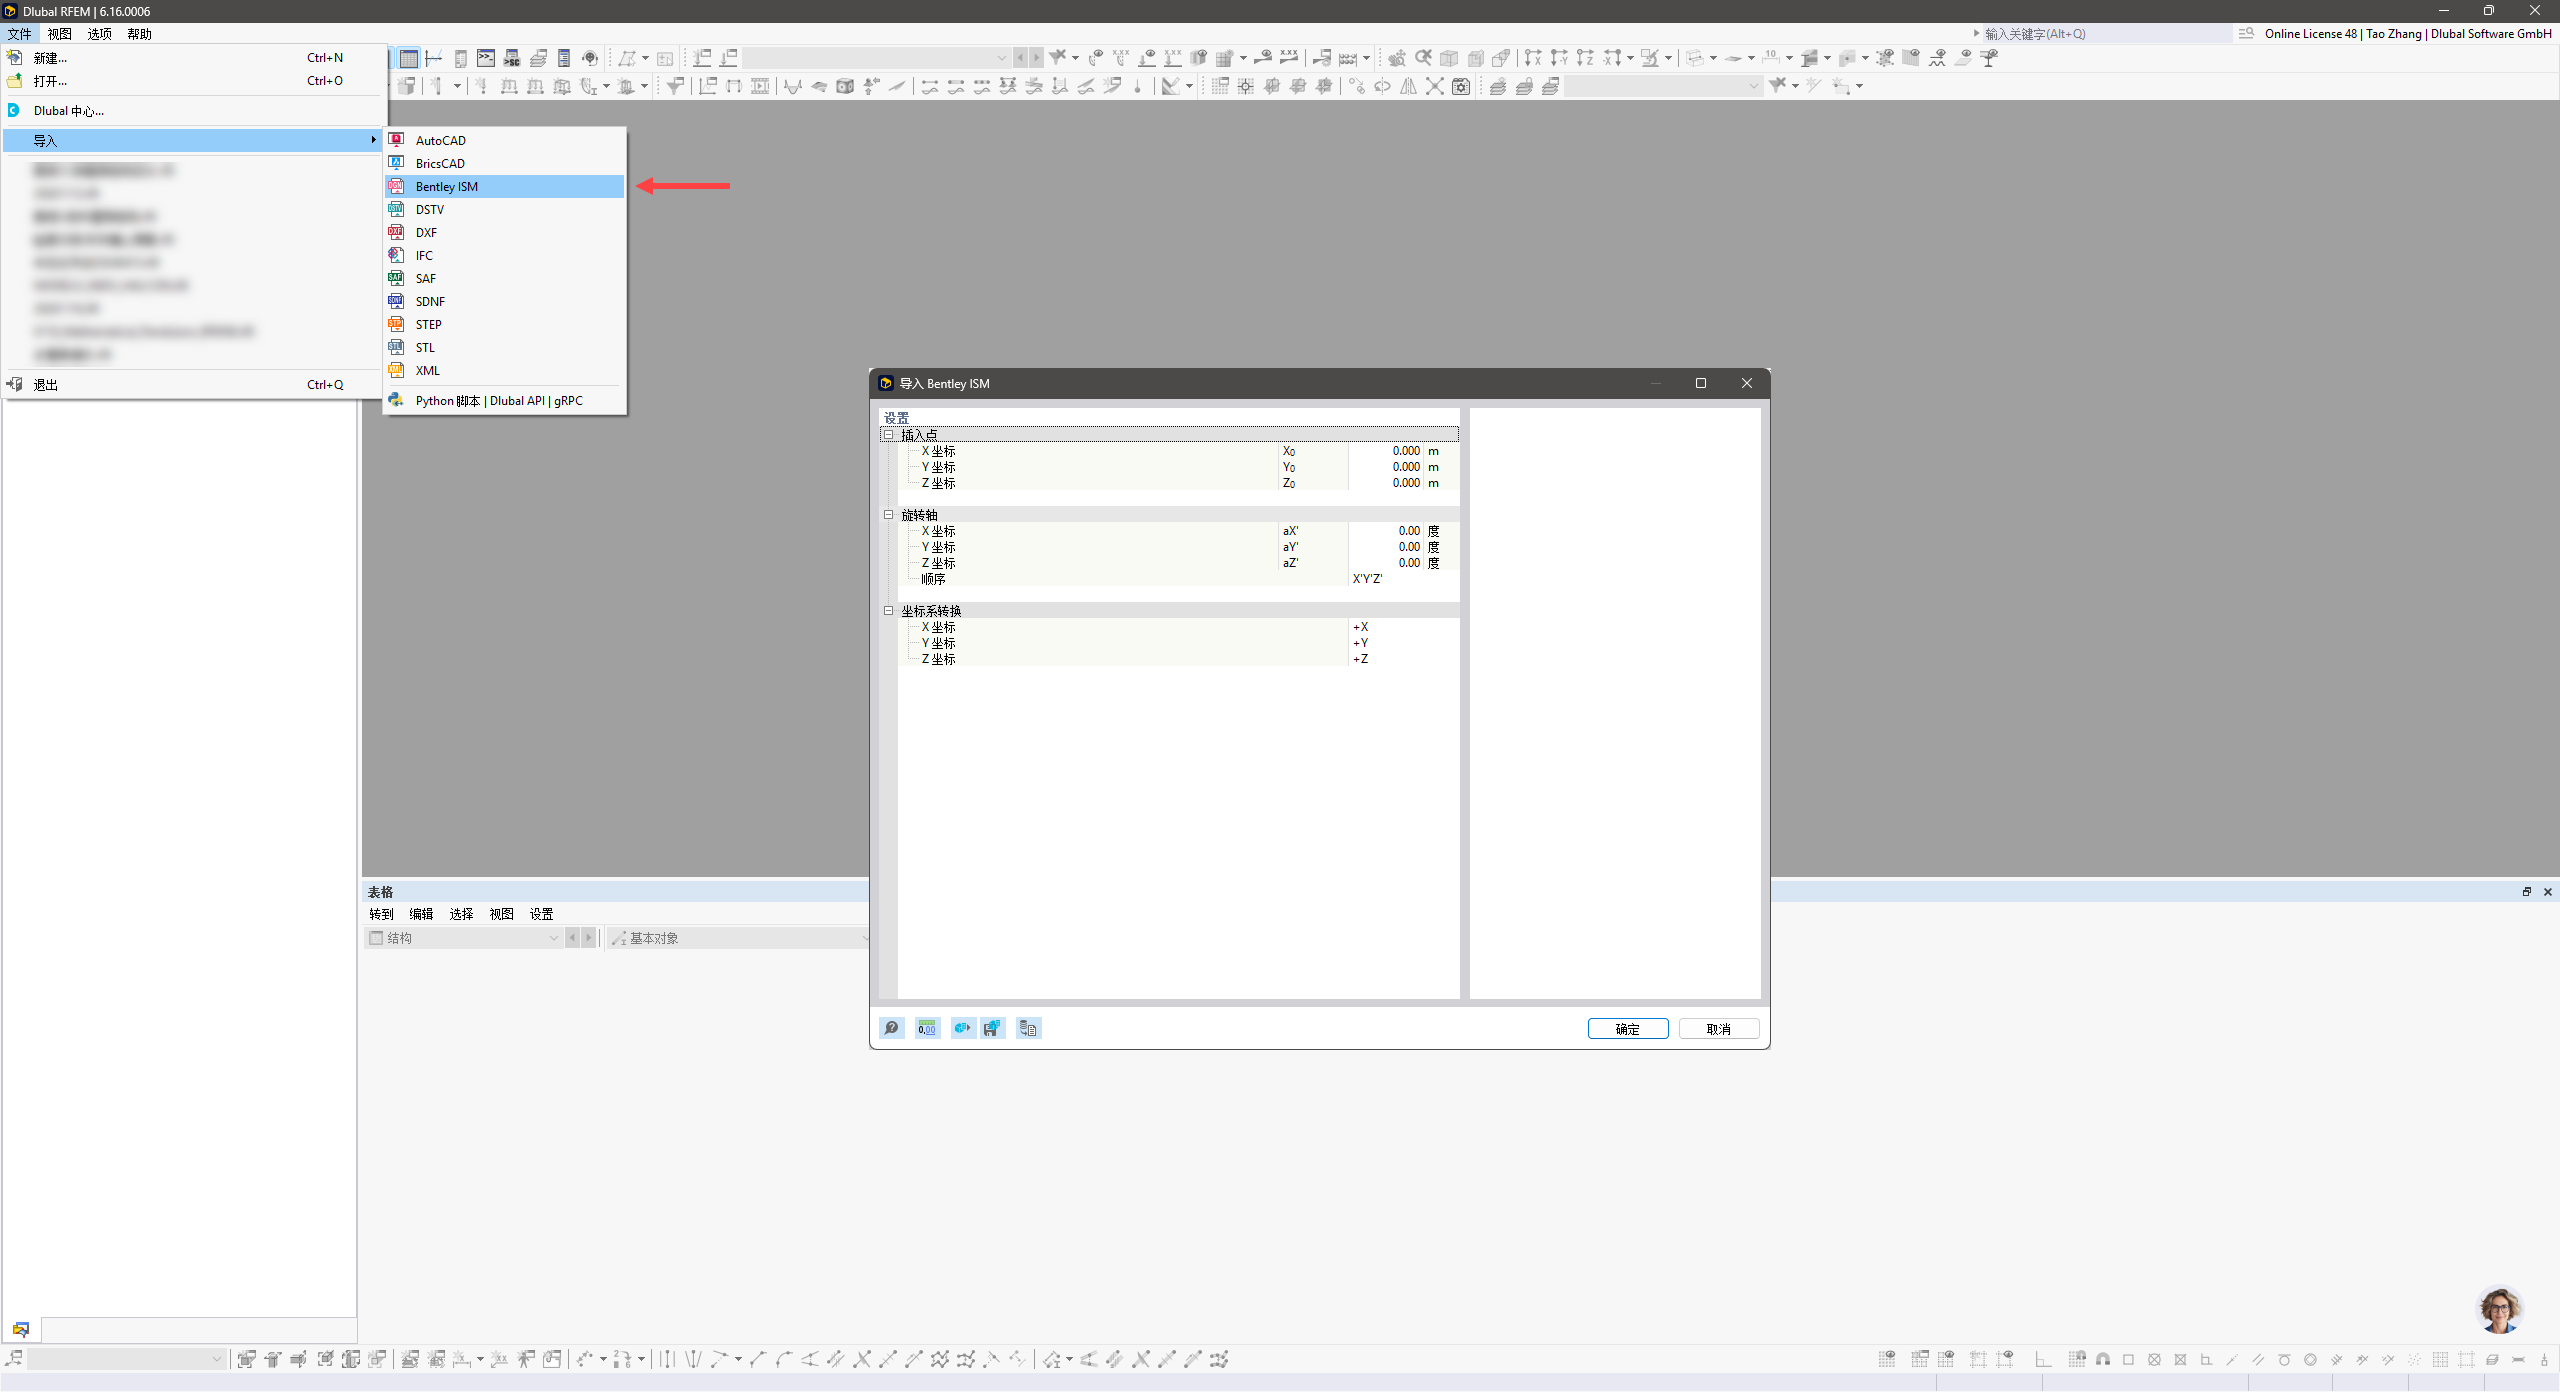 Dlubal RFEM | 6.16.0006
文件 视图 选项 帮助
输入关键字(Alt+Q)
Online License 48 | Tao Zhang | Dlubal Software GmbH
新建... Ctrl+N
打开... Ctrl+O
Dlubal 中心...
导入
退出 Ctrl+Q
AutoCAD
BricsCAD
Bentley ISM
DSTV
DXF
IFC
SAF
SDNF
STEP
STL
XML
Python 脚本 | Dlubal API | gRPC
导入 Bentley ISM
设置
插入点
X 坐标 X0 0.000 m
Y 坐标 Y0 0.000 m
Z 坐标 Z0 0.000 m
旋转轴
X 坐标 aX' 0.00 度
Y 坐标 aY' 0.00 度
Z 坐标 aZ' 0.00 度
顺序 X'Y'Z'
坐标系转换
X 坐标 +X
Y 坐标 +Y
Z 坐标 +Z
确定 取消
表格
转到 编辑 选择 视图 设置
结构 基本对象